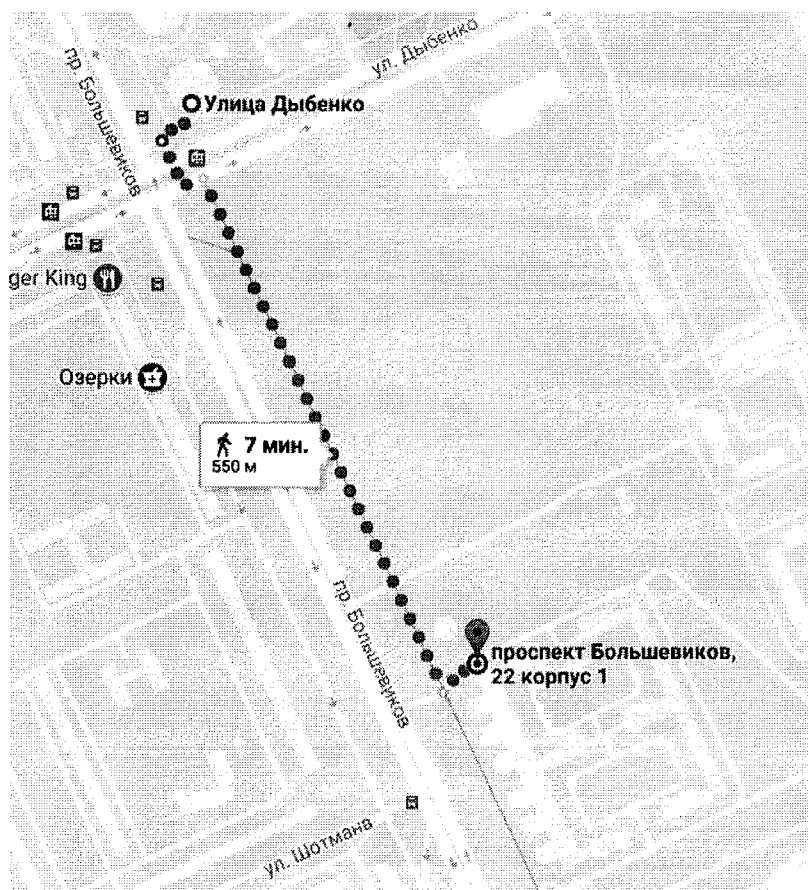 ул. Дыбенко
пр. Большевиков
Улица Дыбенко
ger King
Озерки
7 мин.
550 м
пр. Большевиков
проспект Большевиков,
22 корпус 1
ул. Шотмана